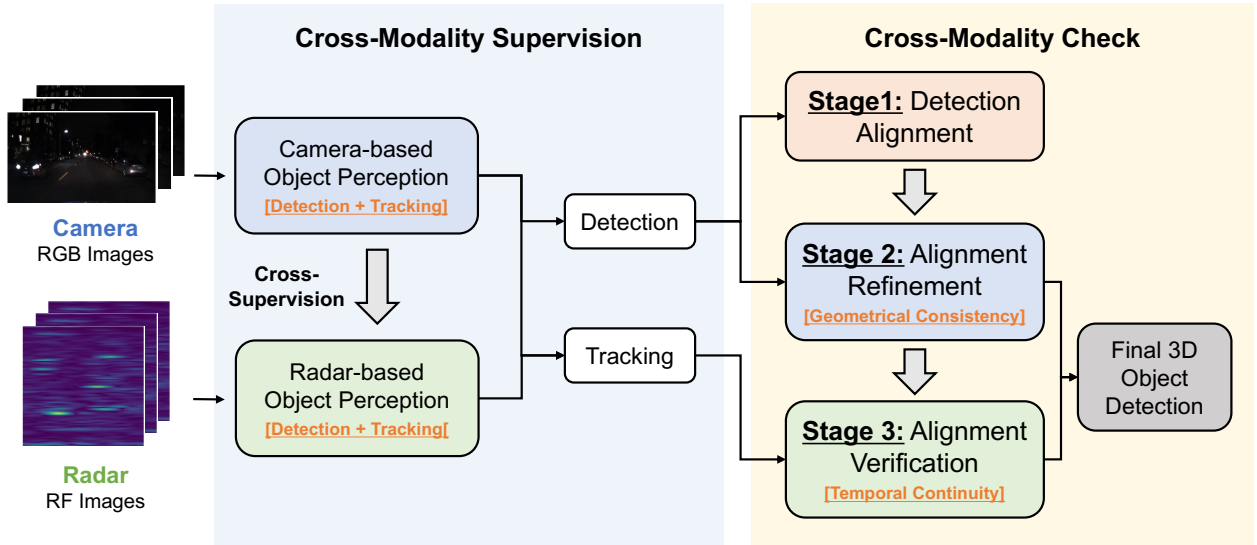 Cross-Modality Supervision
Cross-Modality Check
Camera
RGB Images
Radar
RF Images
Camera-based
Object Perception
[Detection + Tracking]
Cross-
Supervision
Radar-based
Object Perception
[Detection + Tracking[
Detection
Tracking
Stage1: Detection
Alignment
Stage 2: Alignment
Refinement
[Geometrical Consistency]
Stage 3: Alignment
Verification
[Temporal Continuity]
Final 3D
Object
Detection